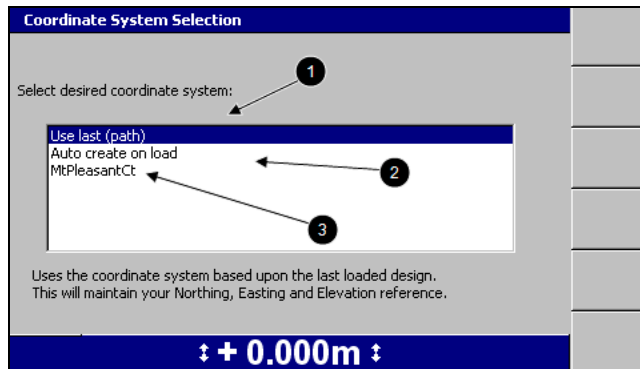 Coordinate System Selection
1
Select desired coordinate system:
Use last (path)
Auto create on load
2
MtPleasantCt
3
Uses the coordinate system based upon the last loaded design.
This will maintain your Northing, Easting and Elevation reference.
↕ + 0.000m ↕